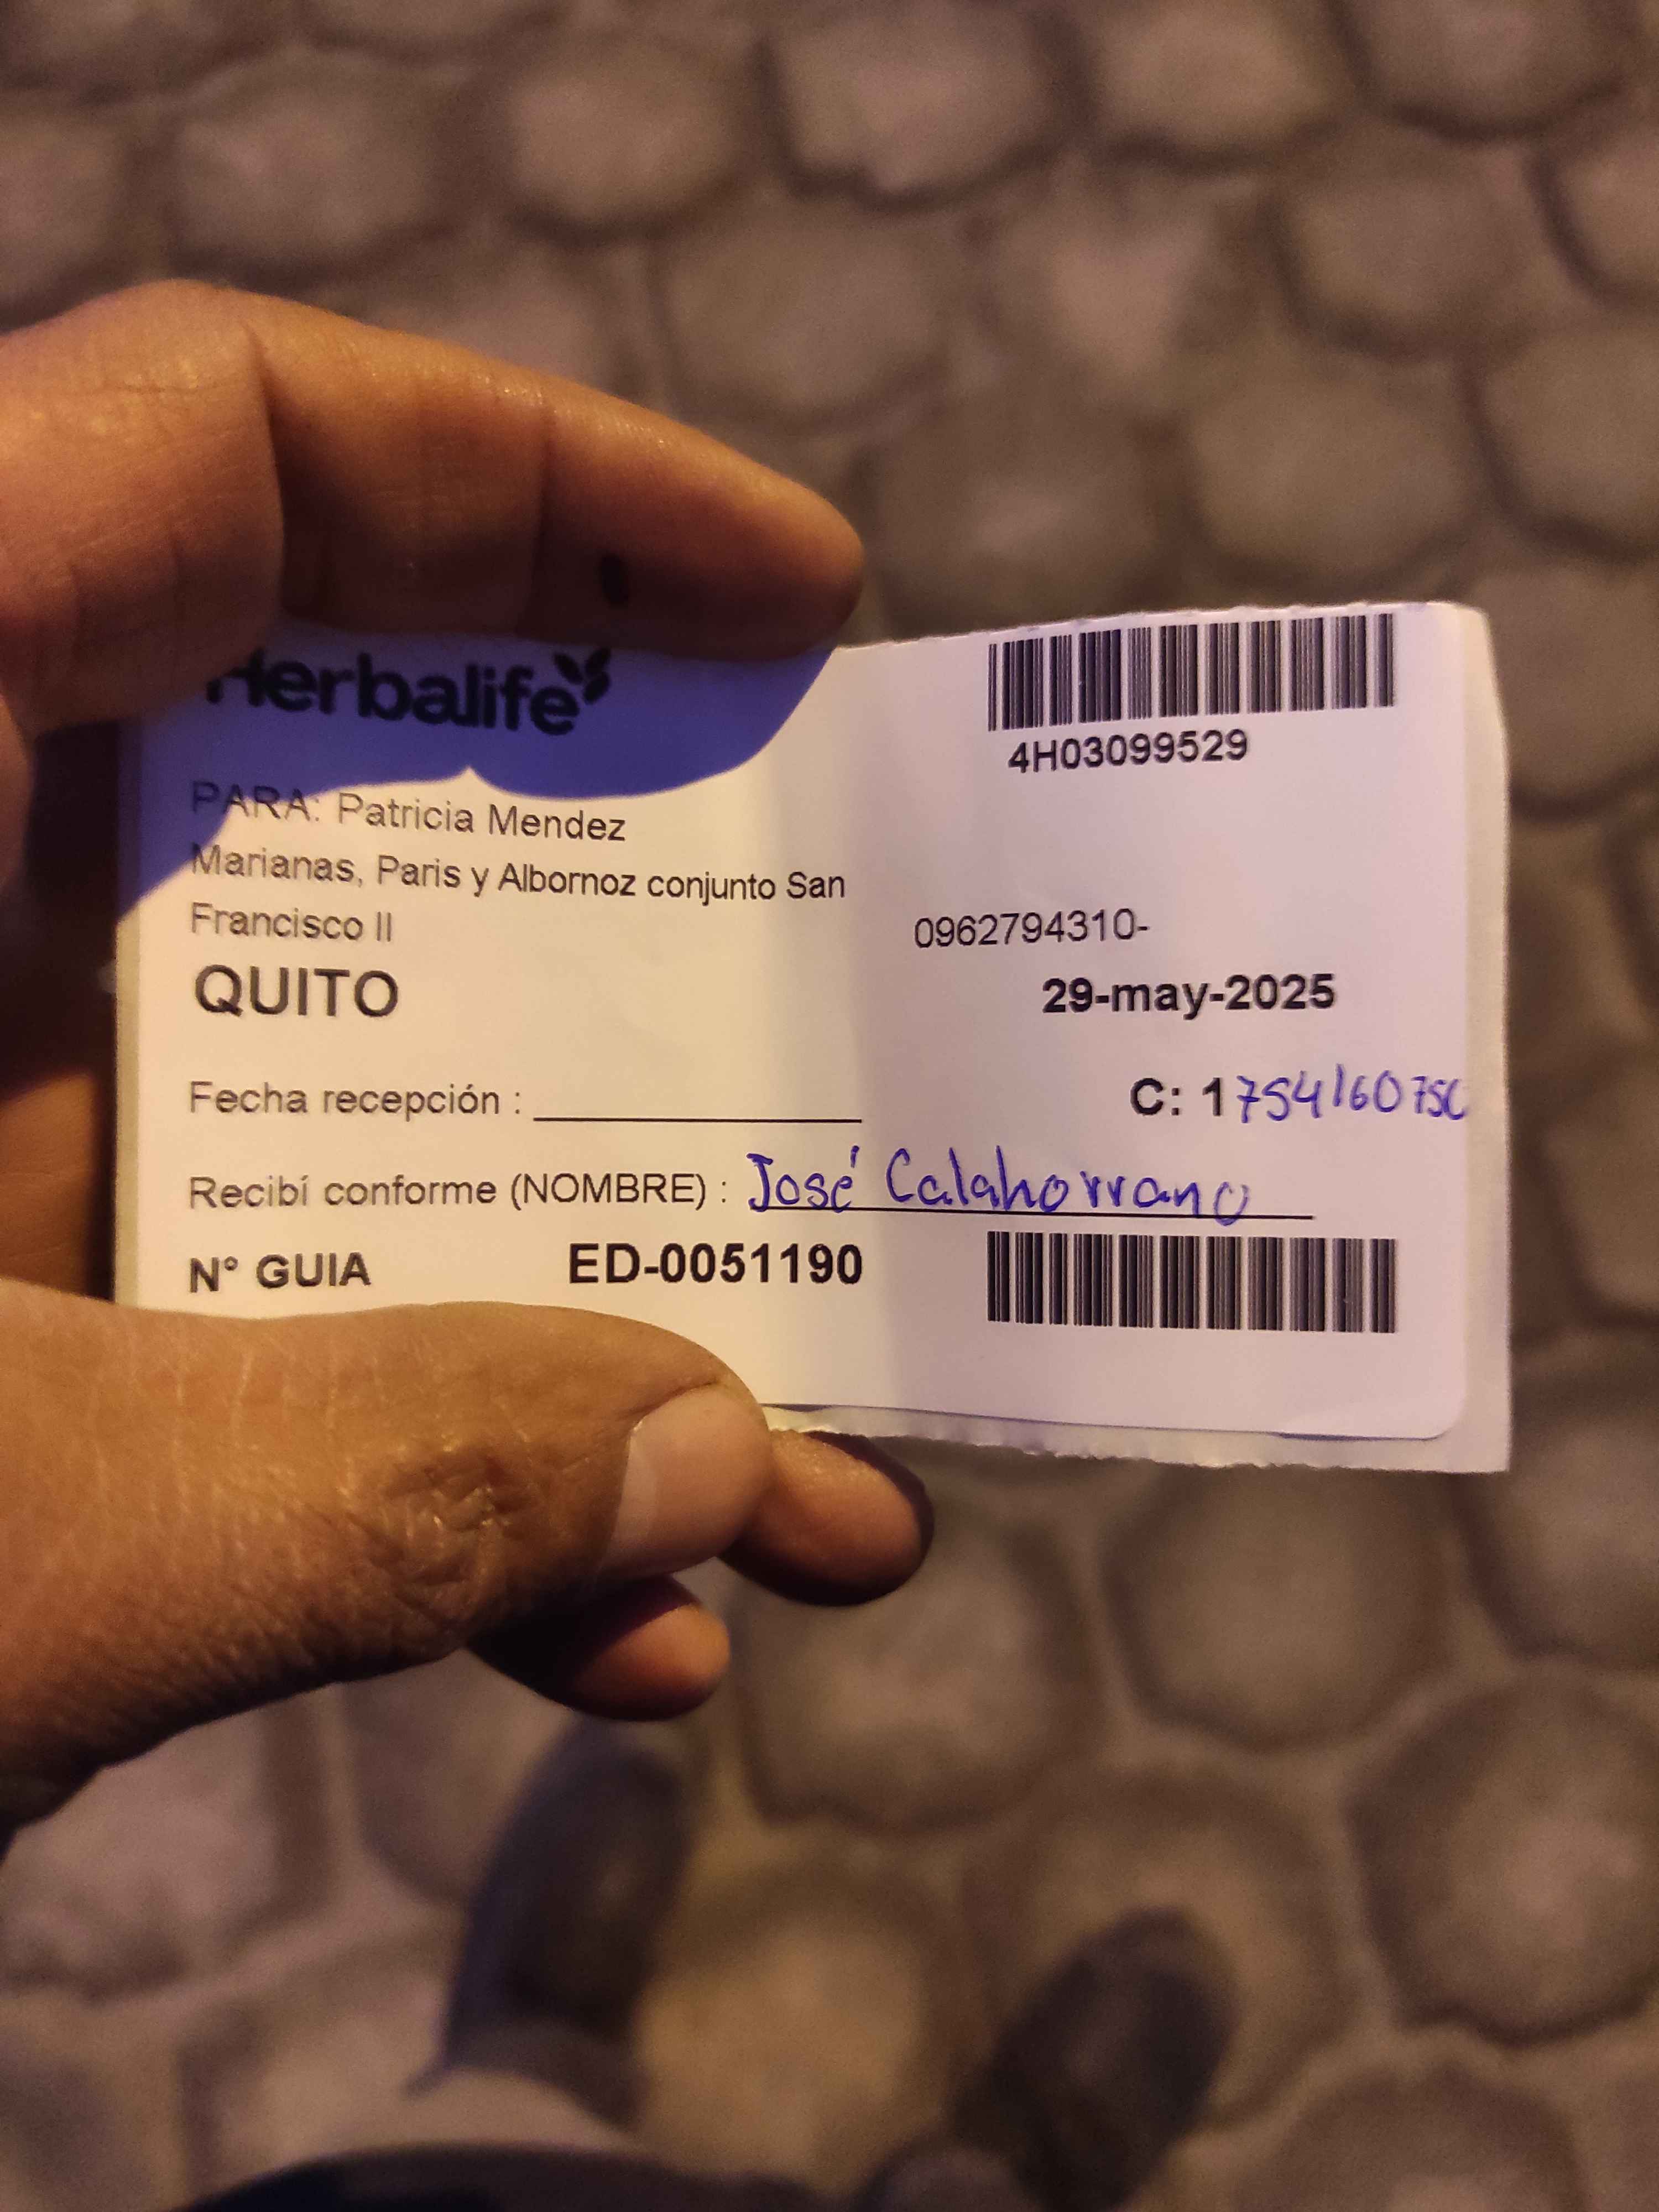 Herbalife
4H03099529
PARA: Patricia Mendez
Marianas, Paris y Albornoz conjunto San
Francisco II
0962794310-
QUITO
29-may-2025
Fecha recepción :
C: 1
Recibí conforme (NOMBRE) : José Calahorrano
N° GUIA ED-0051190